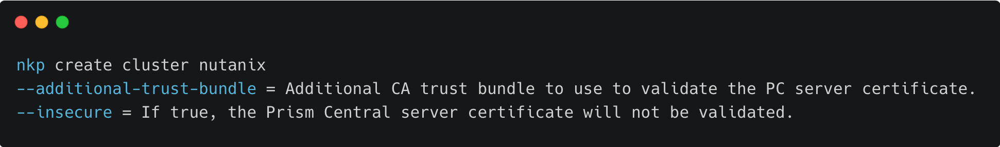 nkp create cluster nutanix
--additional-trust-bundle = Additional CA trust bundle to use to validate the PC server certificate.
--insecure = If true, the Prism Central server certificate will not be validated.